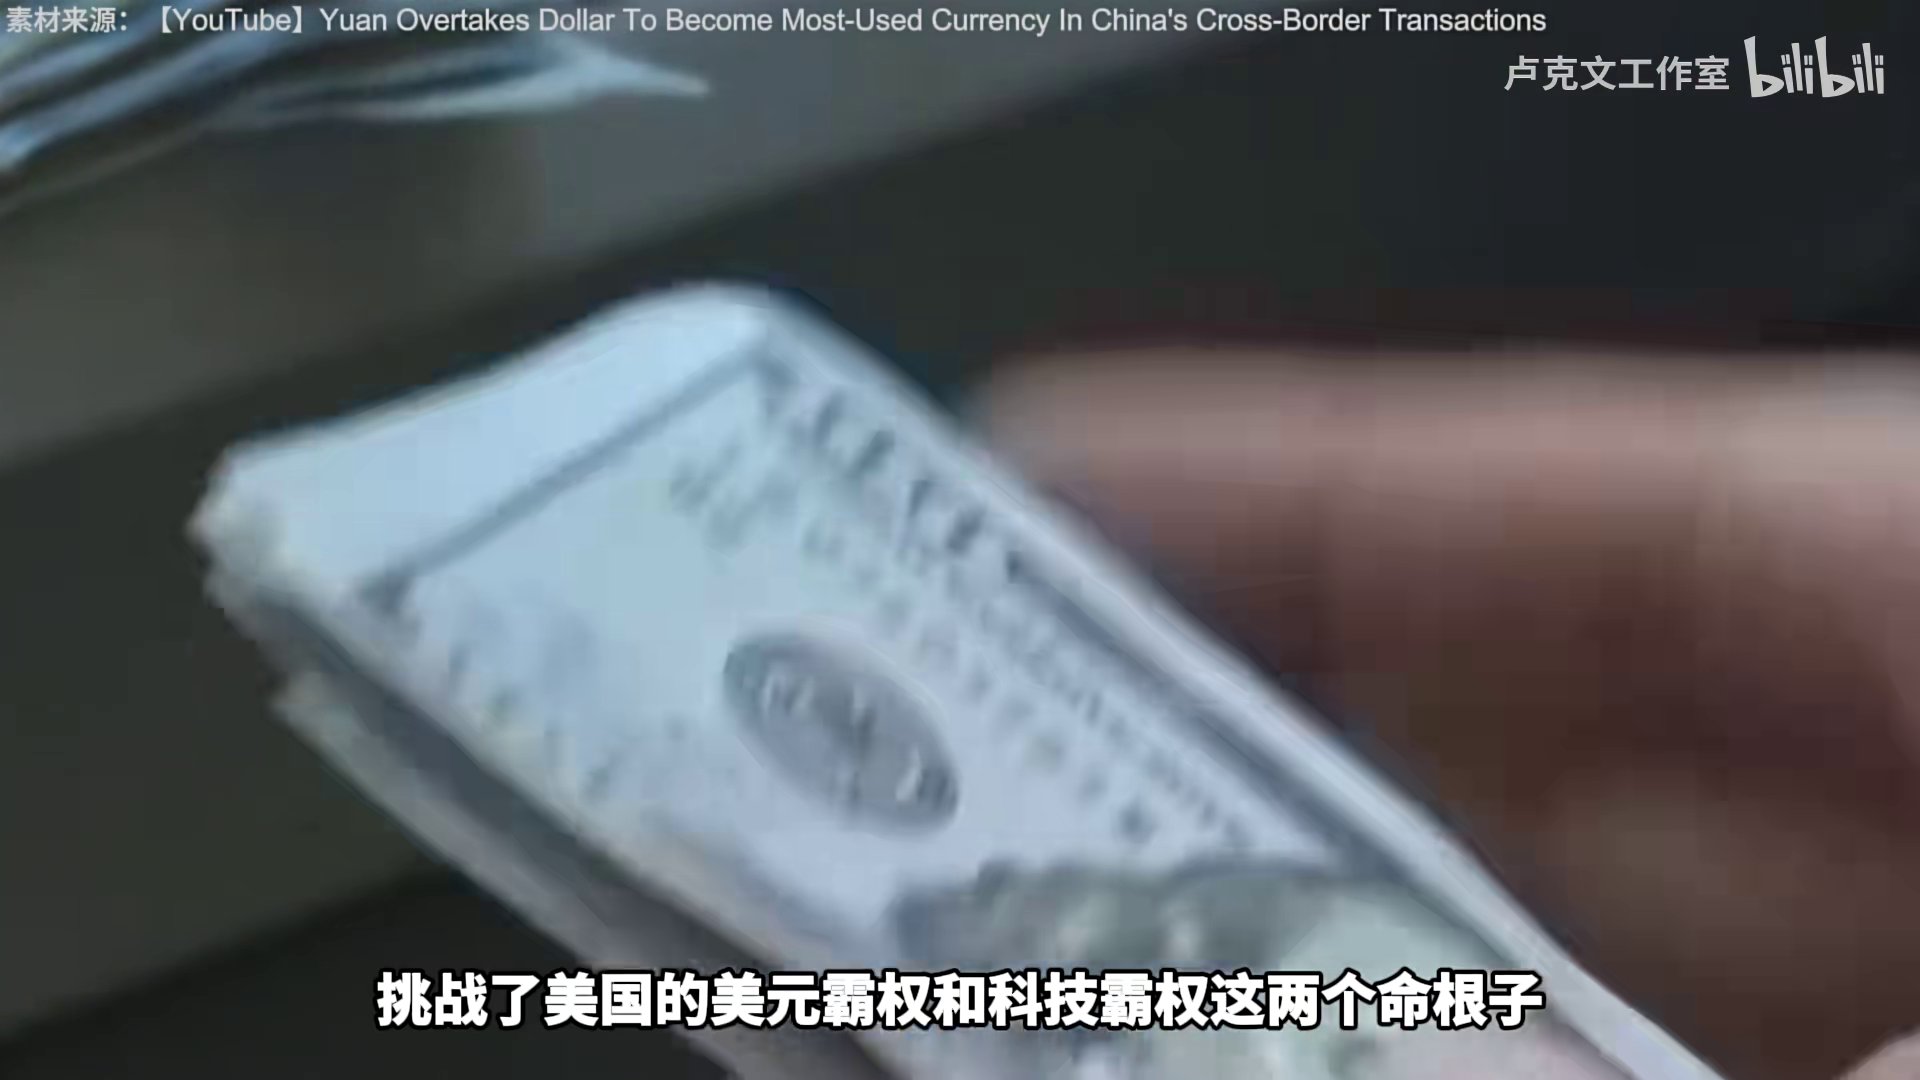 素材来源：【YouTube】Yuan Overtakes Dollar To Become Most-Used Currency In China's Cross-Border Transactions
卢克文工作室 bilibili
挑战了美国的美元霸权和科技霸权这两个命根子